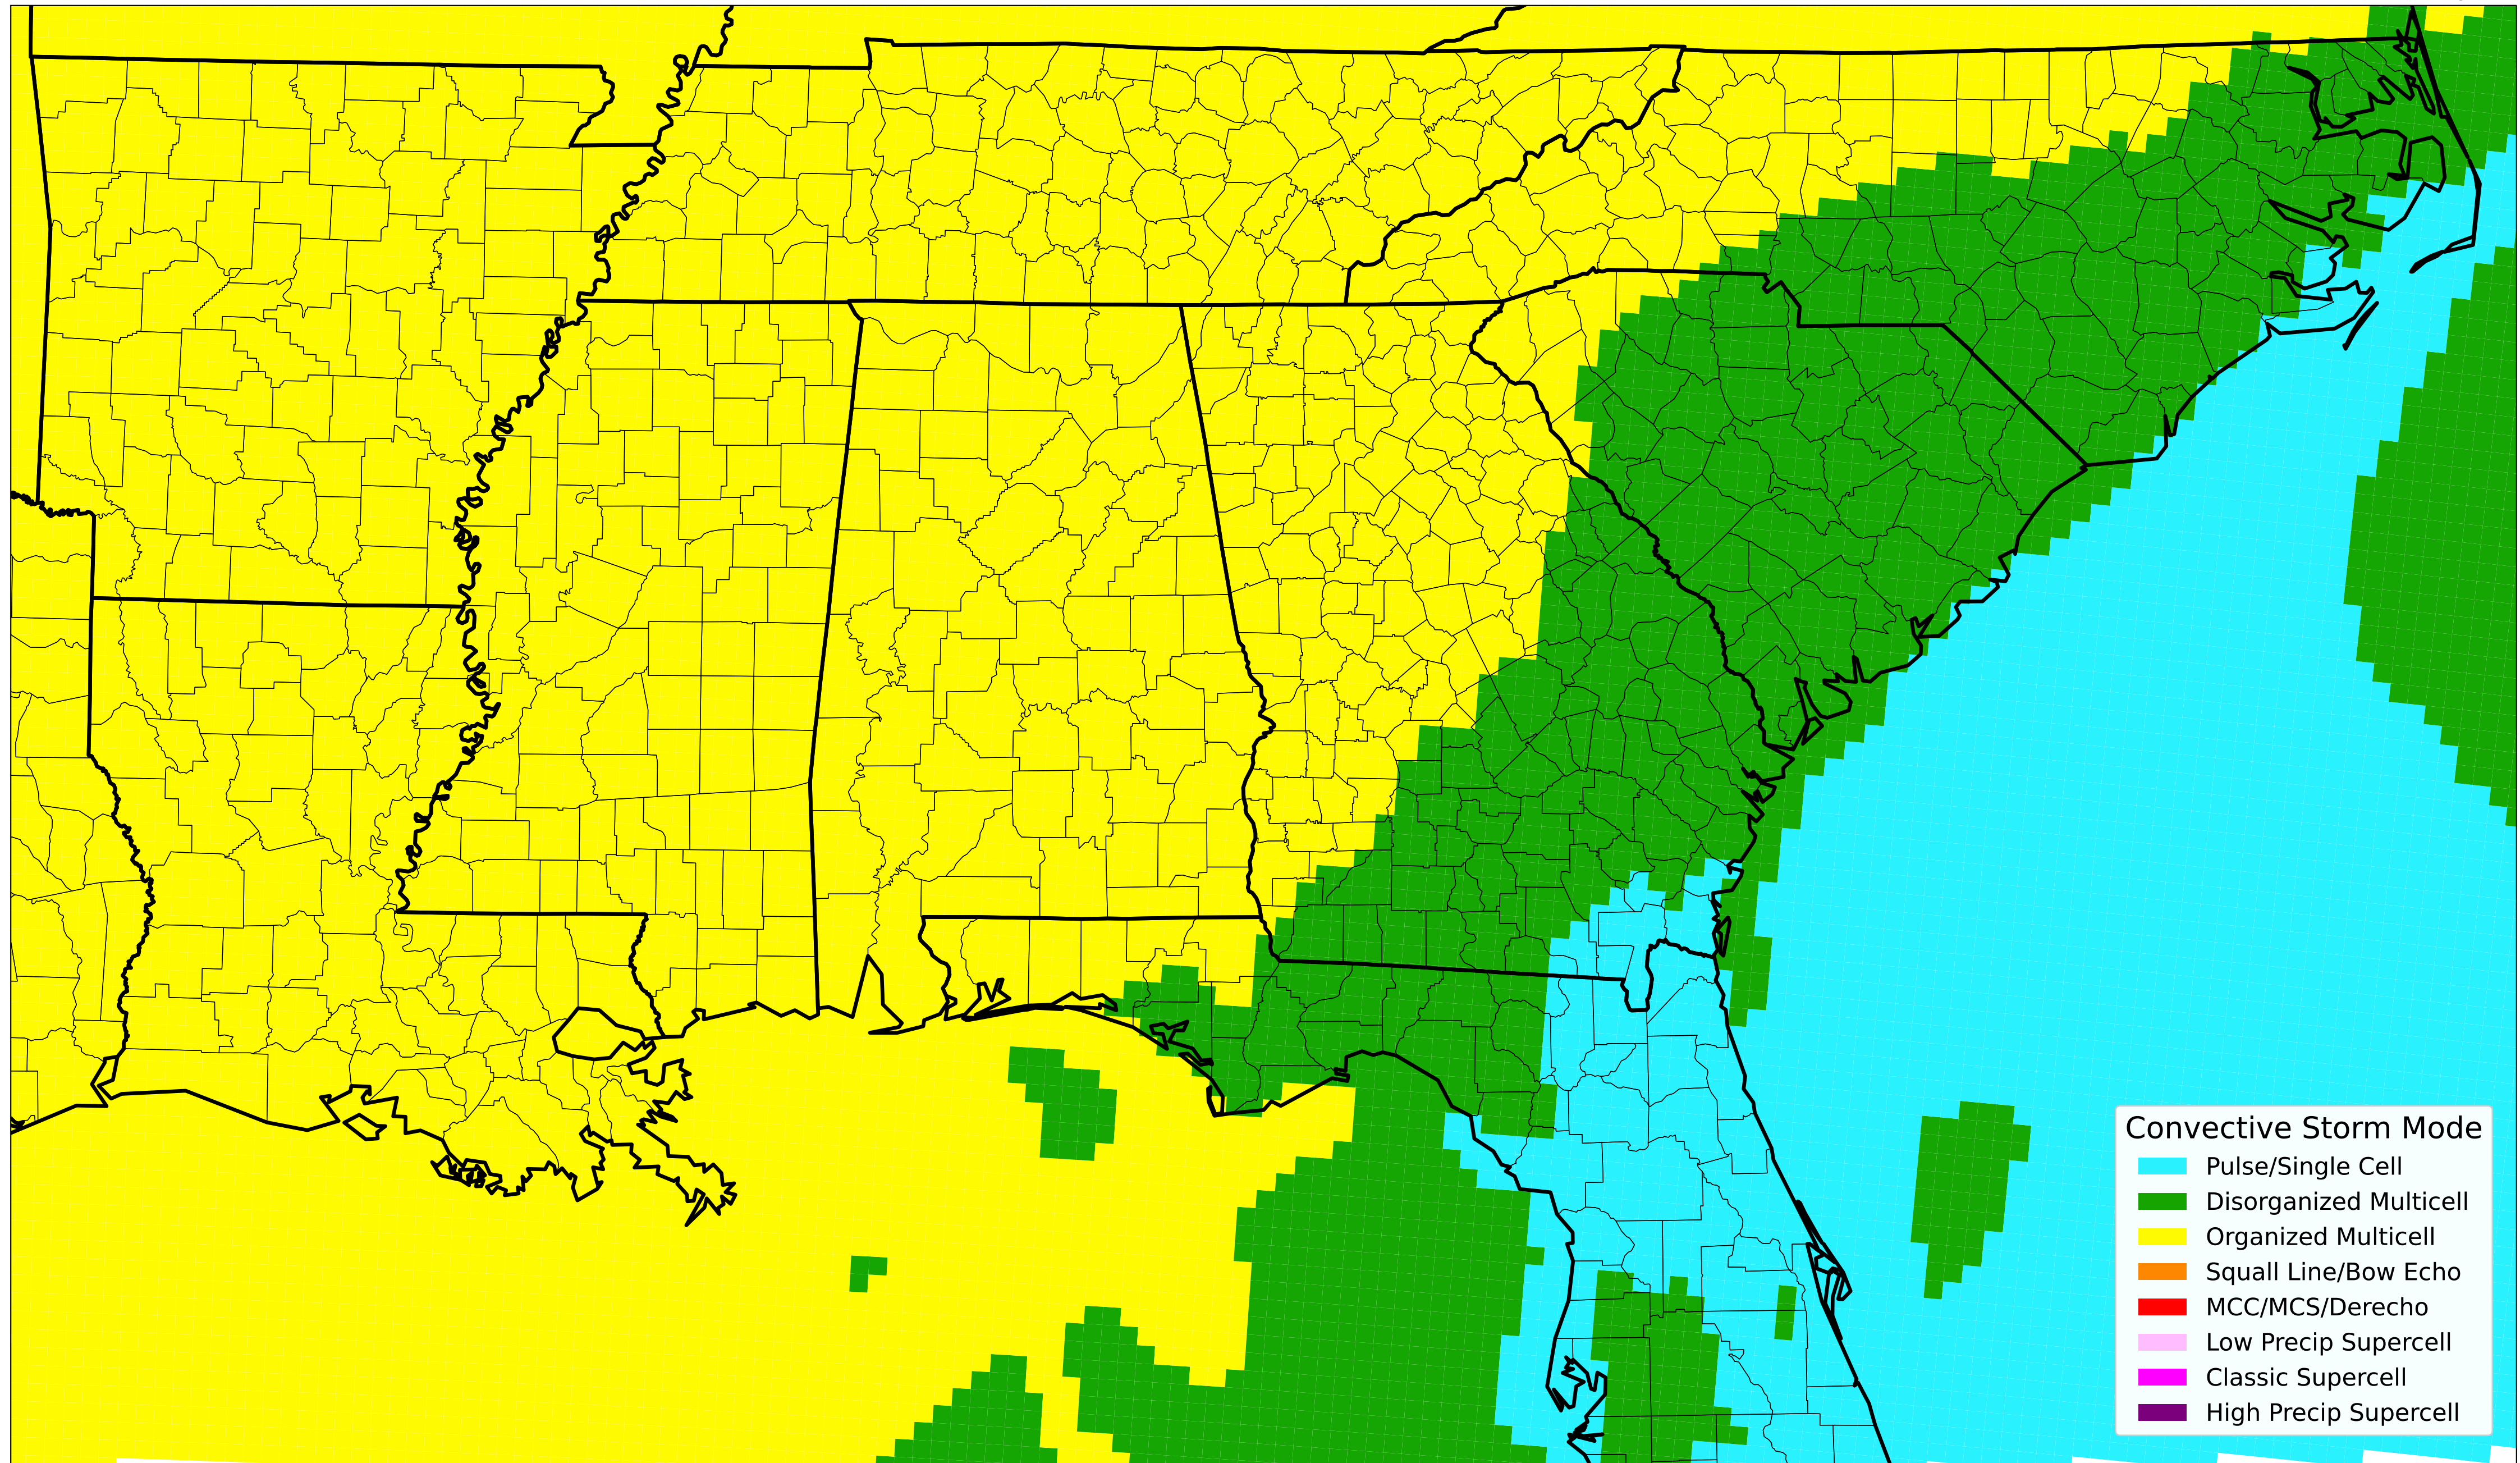 Convective Storm Mode
Pulse/Single Cell
Disorganized Multicell
Organized Multicell
Squall Line/Bow Echo
MCC/MCS/Derecho
Low Precip Supercell
Classic Supercell
High Precip Supercell